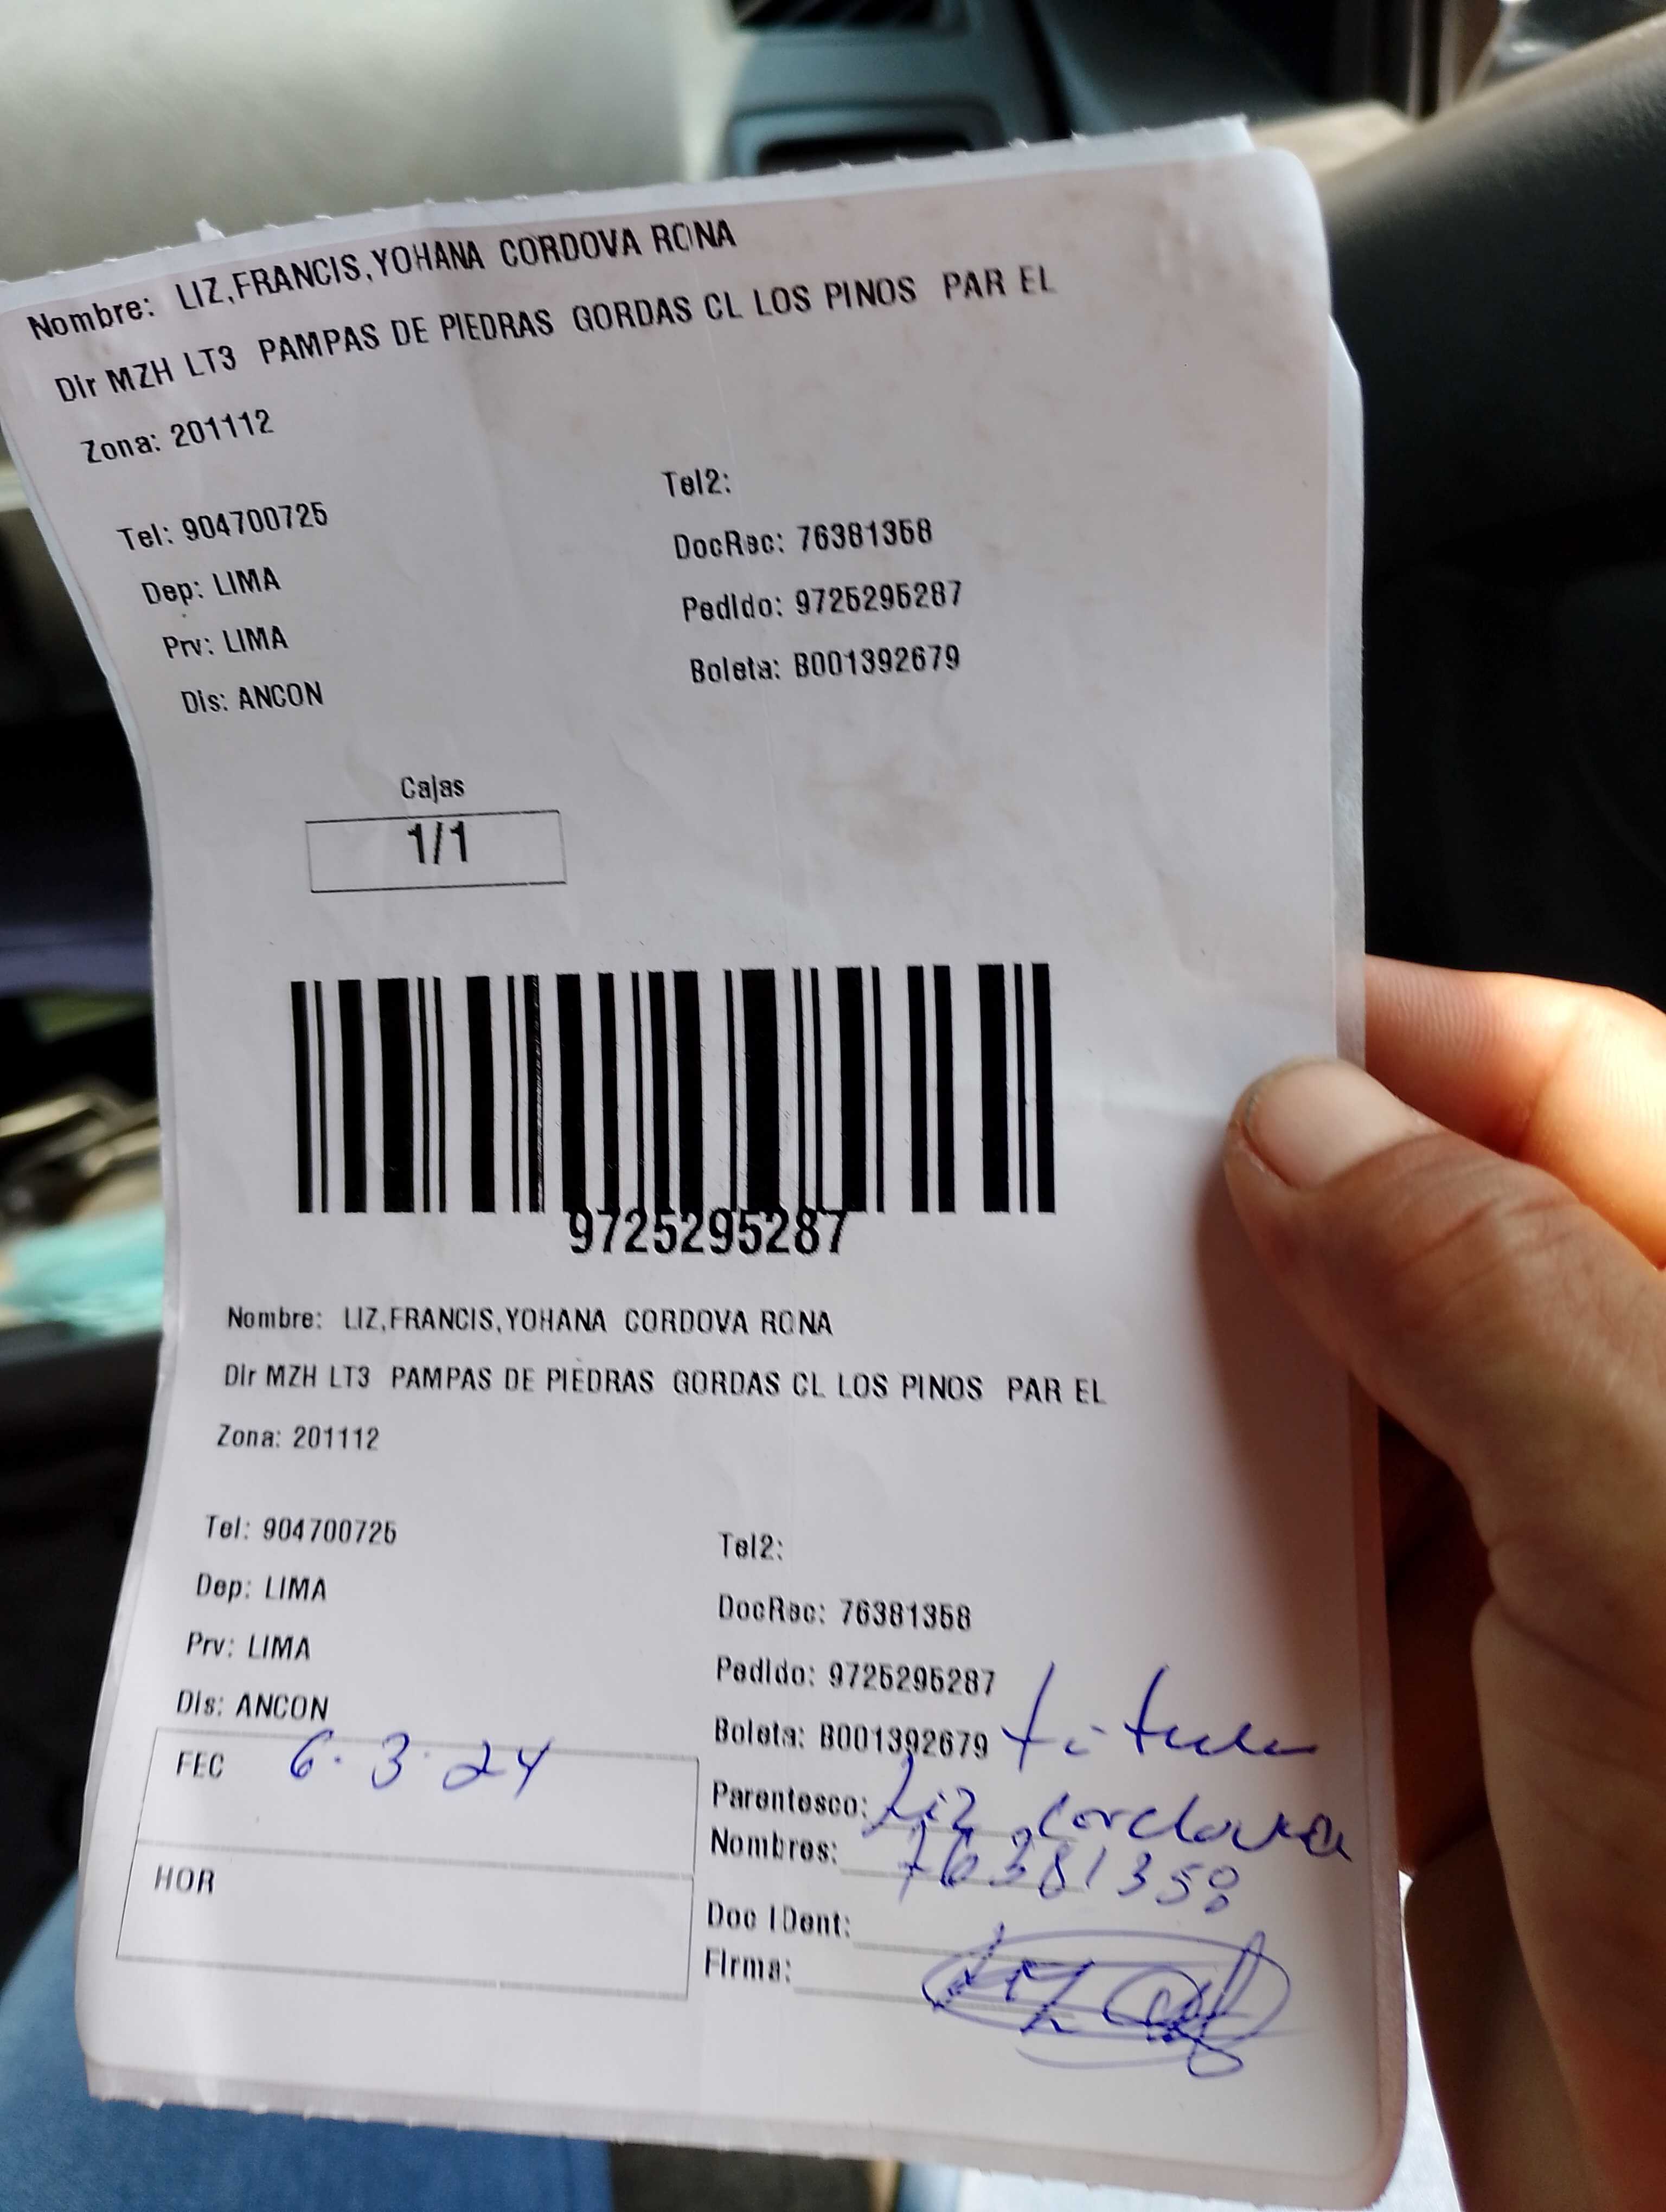 Nombre: LIZ,FRANCIS,YOHANA CORDOVA RONA
Dir MZH LT3 PAMPAS DE PIEDRAS GORDAS CL LOS PINOS PAR EL
Zona: 201112
Tel: 904700725 Tel2:
Dep: LIMA DocRec: 76381358
Prv: LIMA Pedido: 9725295287
Dis: ANCON Boleta: B001392679
Cajas
1/1
9725295287
Nombre: LIZ,FRANCIS,YOHANA CORDOVA RONA
Dir MZH LT3 PAMPAS DE PIEDRAS GORDAS CL LOS PINOS PAR EL
Zona: 201112
Tel: 904700725 Tel2:
Dep: LIMA DocRec: 76381358
Prv: LIMA Pedido: 9725295287
Dis: ANCON Boleta: B001392679 titular
FEC 6.3.24 Parentesco: Liz Cordova
Nombres: 76381358
HOR Doc IDent:
Firma: